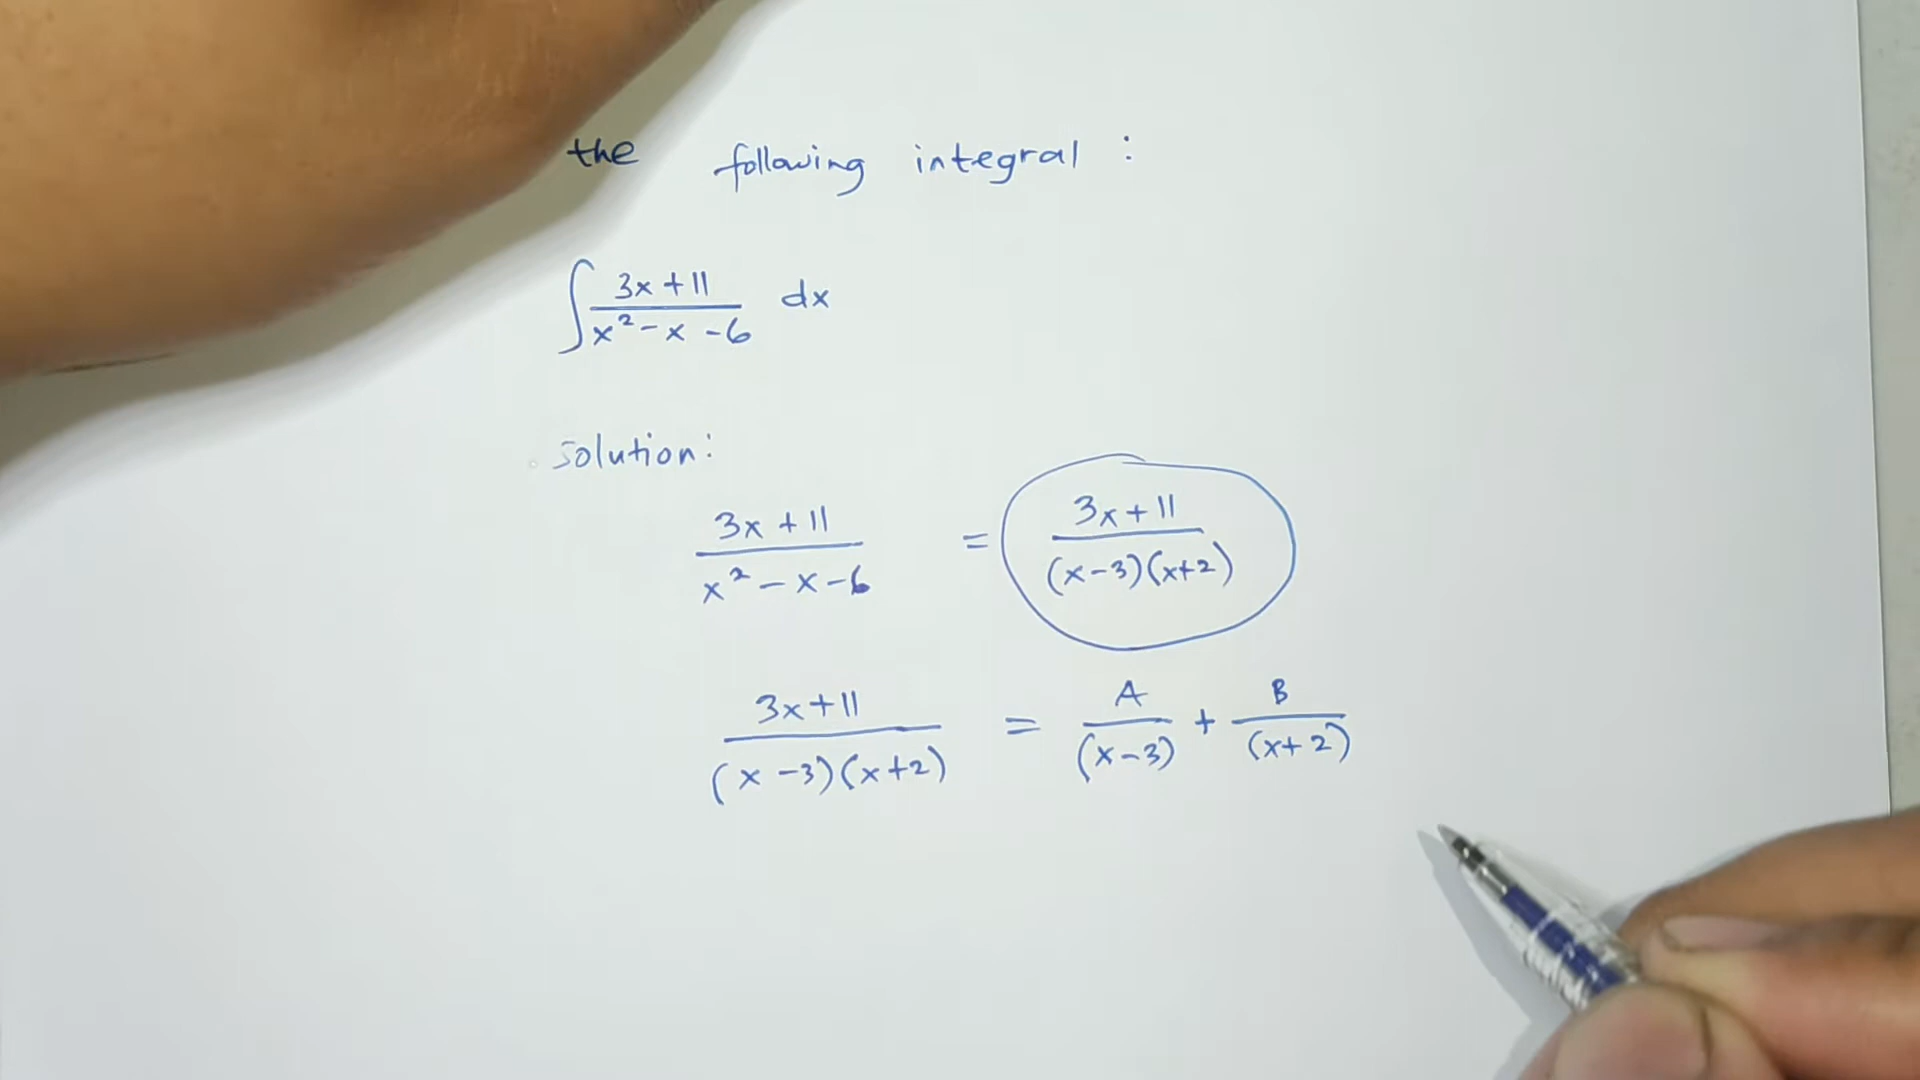 the following integral :
∫ 3x+11 / x² - x - 6 dx
Solution:
3x+11 / x² - x - 6 = 3x+11 / (x-3)(x+2)
3x+11 / (x-3)(x+2) = A / (x-3) + B / (x+2)